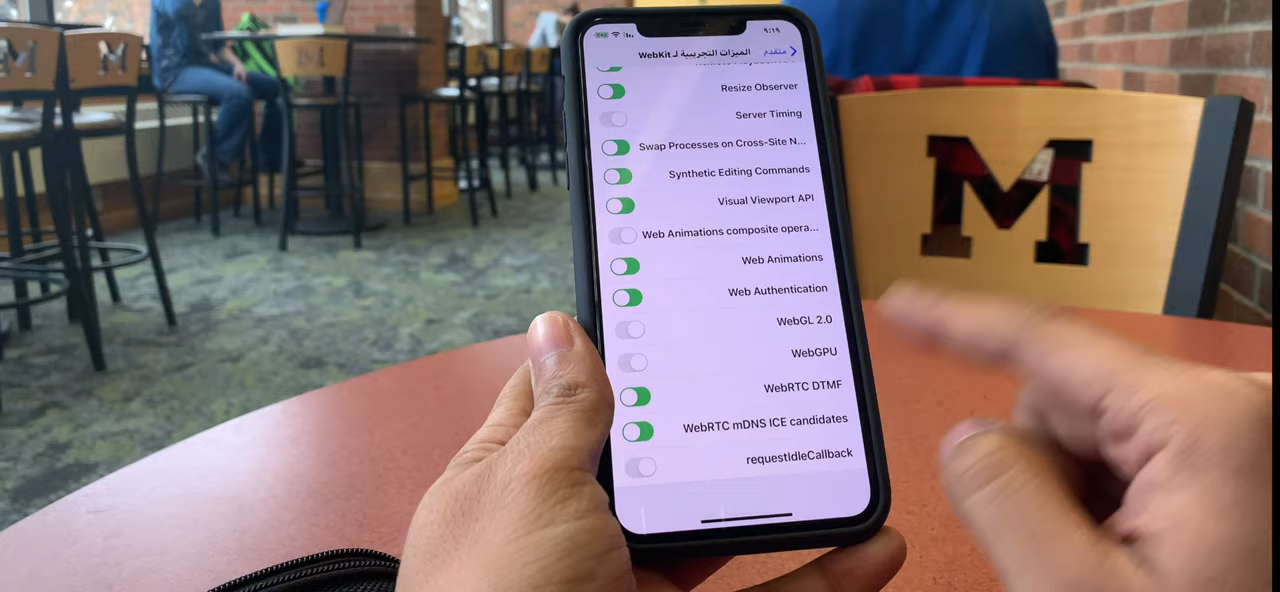 ٩:١٩
متقدم
الميزات التجريبية لـ WebKit
Resize Observer
Server Timing
Swap Processes on Cross-Site N...
Synthetic Editing Commands
Visual Viewport API
Web Animations composite opera...
Web Animations
Web Authentication
WebGL 2.0
WebGPU
WebRTC DTMF
WebRTC mDNS ICE candidates
requestIdleCallback
M
M
M
M